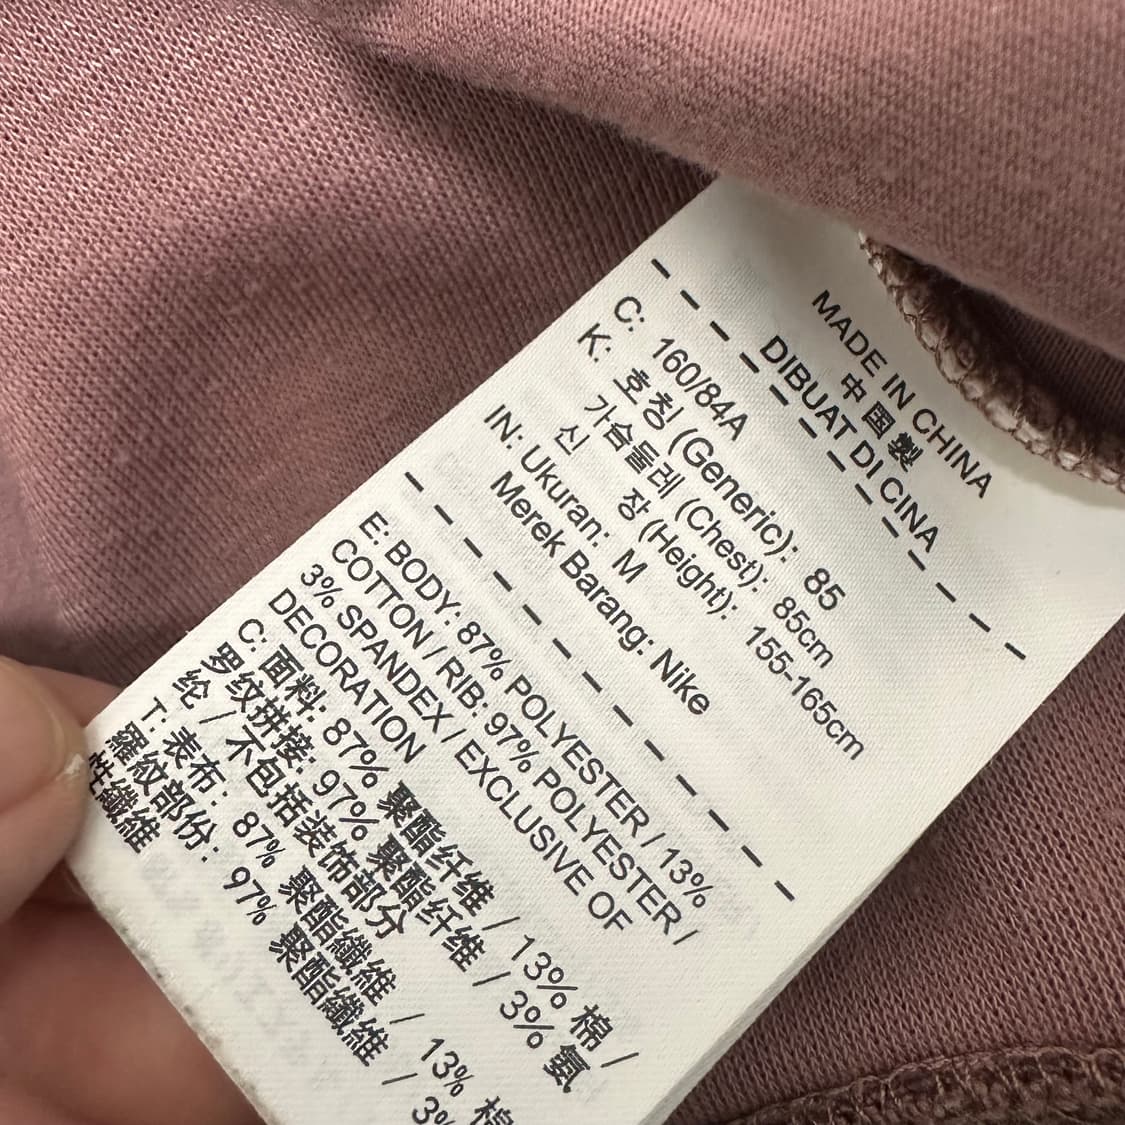 MADE IN CHINA
中国製
DIBUAT DI CINA
C: 160/84A
K: 호칭 (Generic): 85
가슴둘레 (Chest): 85cm
신 장 (Height): 155-165cm
IN: Ukuran: M
Merek Barang: Nike
E: BODY: 87% POLYESTER / 13%
COTTON / RIB: 97% POLYESTER /
3% SPANDEX / EXCLUSIVE OF
DECORATION
C: 面料: 87% 聚酯纤维 / 13% 棉 /
罗纹拼接: 97% 聚酯纤维 / 3% 氨
纶 / 不包括装饰部分
T: 表布: 87% 聚酯纖維 / 13% 棉
羅紋部份: 97% 聚酯纖維 / 3%
性纖維